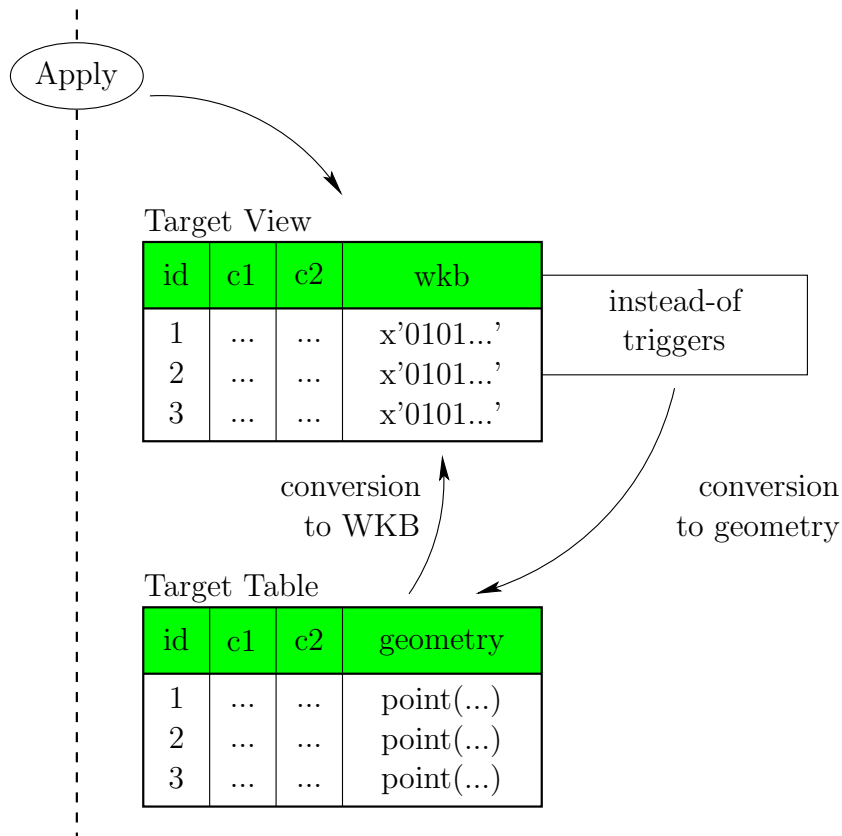 Apply
Target View
id c1 c2 wkb
instead-of
triggers
1 ... ... x'0101...'
2 ... ... x'0101...'
3 ... ... x'0101...'
conversion
to WKB
conversion
to geometry
Target Table
id c1 c2 geometry
1 ... ... point(...)
2 ... ... point(...)
3 ... ... point(...)